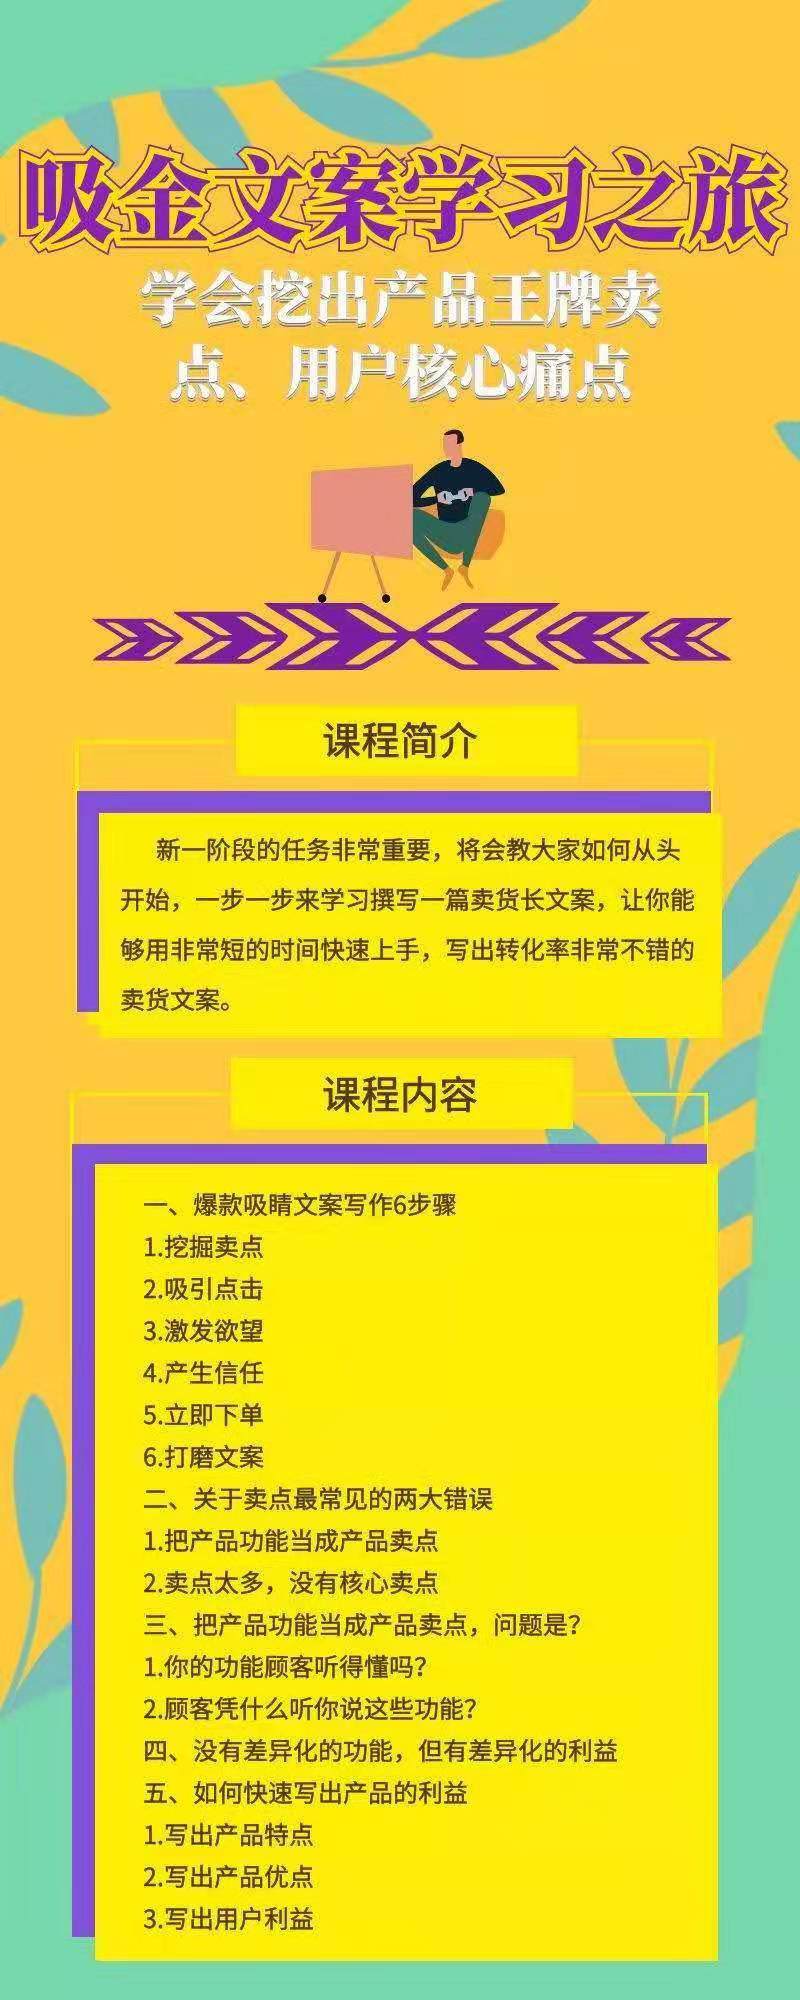 吸金文案学习之旅
学会挖出产品王牌卖
点、用户核心痛点
课程简介
新一阶段的任务非常重要，将会教大家如何从头
开始，一步一步来学习撰写一篇卖货长文案，让你能
够用非常短的时间快速上手，写出转化率非常不错的
卖货文案。
课程内容
一、爆款吸睛文案写作6步骤
1.挖掘卖点
2.吸引点击
3.激发欲望
4.产生信任
5.立即下单
6.打磨文案
二、关于卖点最常见的两大错误
1.把产品功能当成产品卖点
2.卖点太多，没有核心卖点
三、把产品功能当成产品卖点，问题是？
1.你的功能顾客听得懂吗？
2.顾客凭什么听你说这些功能？
四、没有差异化的功能，但有差异化的利益
五、如何快速写出产品的利益
1.写出产品特点
2.写出产品优点
3.写出用户利益